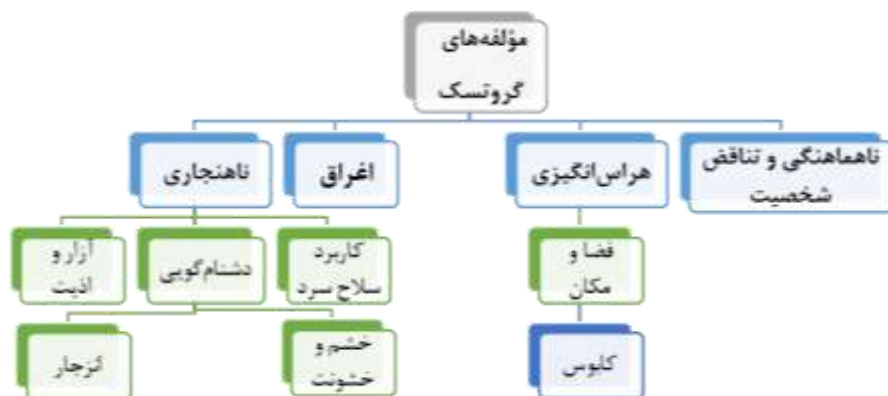 مؤلفه‌های
گروتسک
ناهماهنگی و تناقض
شخصیت
هراس‌انگیزی
اغراق
ناهنجاری
فضا و
مکان
کاربرد
سلاح سرد
دشنام‌گویی
آزار و
اذیت
کابوس
خشم و
خشونت
انزجار